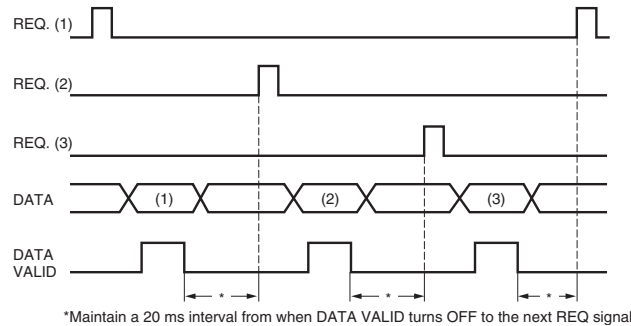 REQ. (1)
REQ. (2)
REQ. (3)
DATA
(1)
(2)
(3)
DATA
VALID
*
*
*
*Maintain a 20 ms interval from when DATA VALID turns OFF to the next REQ signal